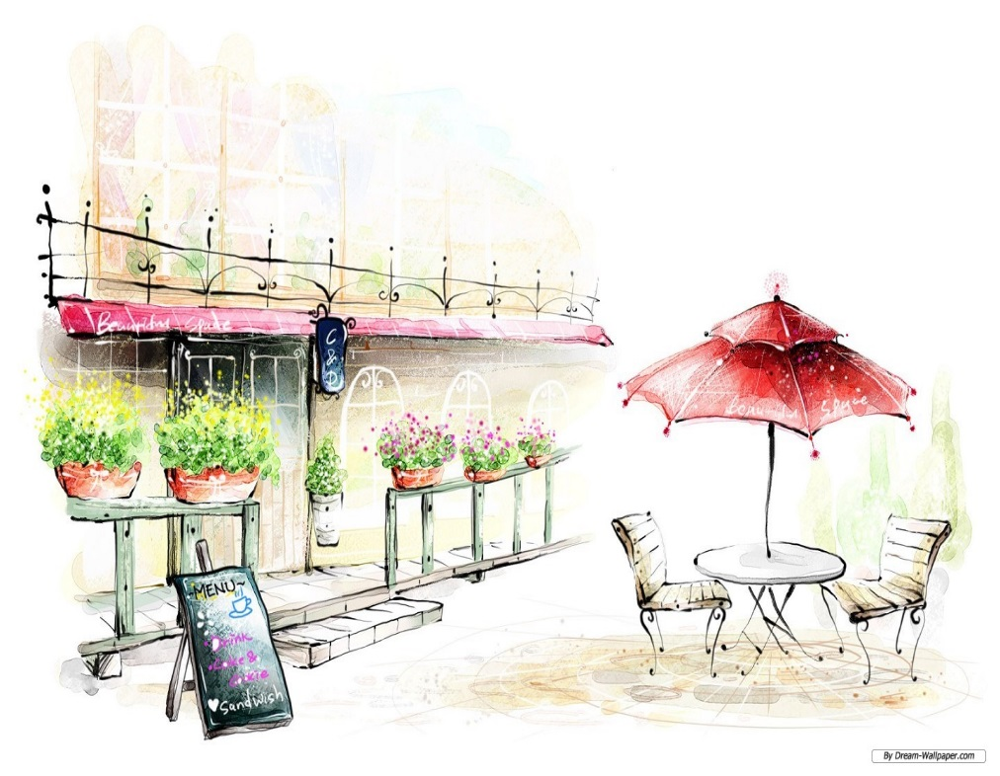 Beautiful Space
C
&
D
~MENU~
Drink
Cake &
Cookie
Sandwish
Beautiful Space
By Dream-Wallpaper.com